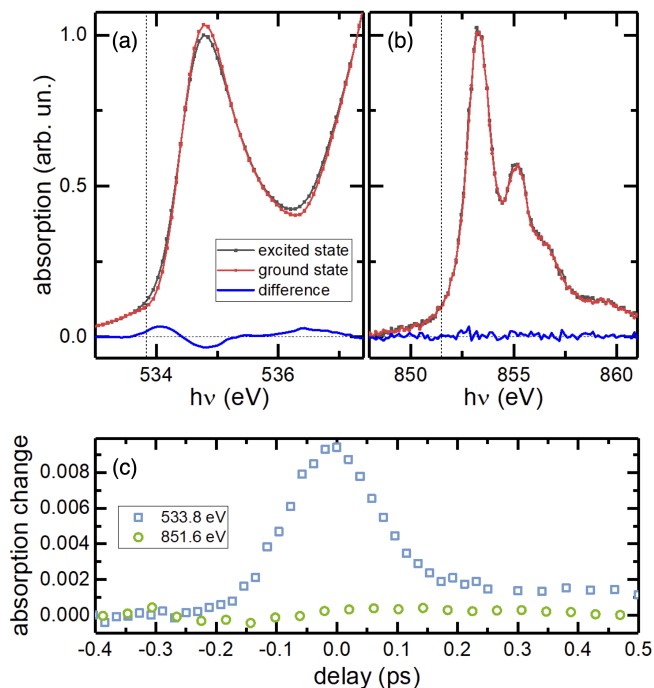 (a)
(b)
1.0
0.5
0.0
absorption (arb. un.)
excited state
ground state
difference
534
536
850
855
860
hν (eV)
hν (eV)
(c)
0.008
0.006
0.004
0.002
0.000
absorption change
533.8 eV
851.6 eV
-0.4
-0.3
-0.2
-0.1
0.0
0.1
0.2
0.3
0.4
0.5
delay (ps)